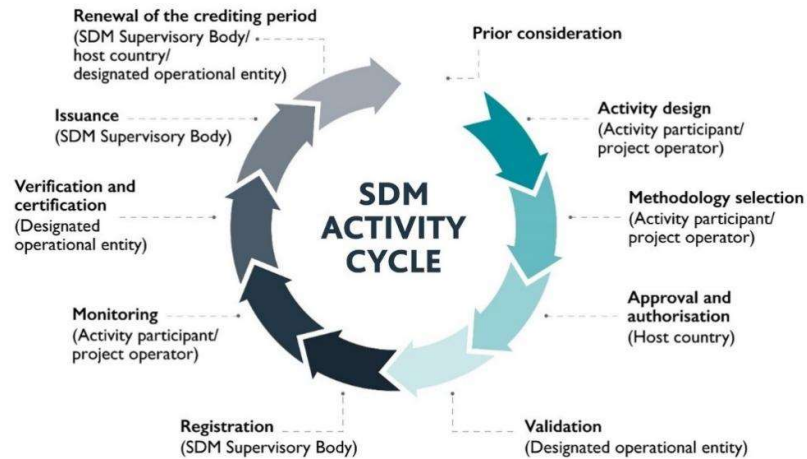 SDM
ACTIVITY
CYCLE
Prior consideration
Activity design
(Activity participant/
project operator)
Methodology selection
(Activity participant/
project operator)
Approval and
authorisation
(Host country)
Validation
(Designated operational entity)
Registration
(SDM Supervisory Body)
Monitoring
(Activity participant/
project operator)
Verification and
certification
(Designated
operational entity)
Issuance
(SDM Supervisory Body)
Renewal of the crediting period
(SDM Supervisory Body/
host country/
designated operational entity)